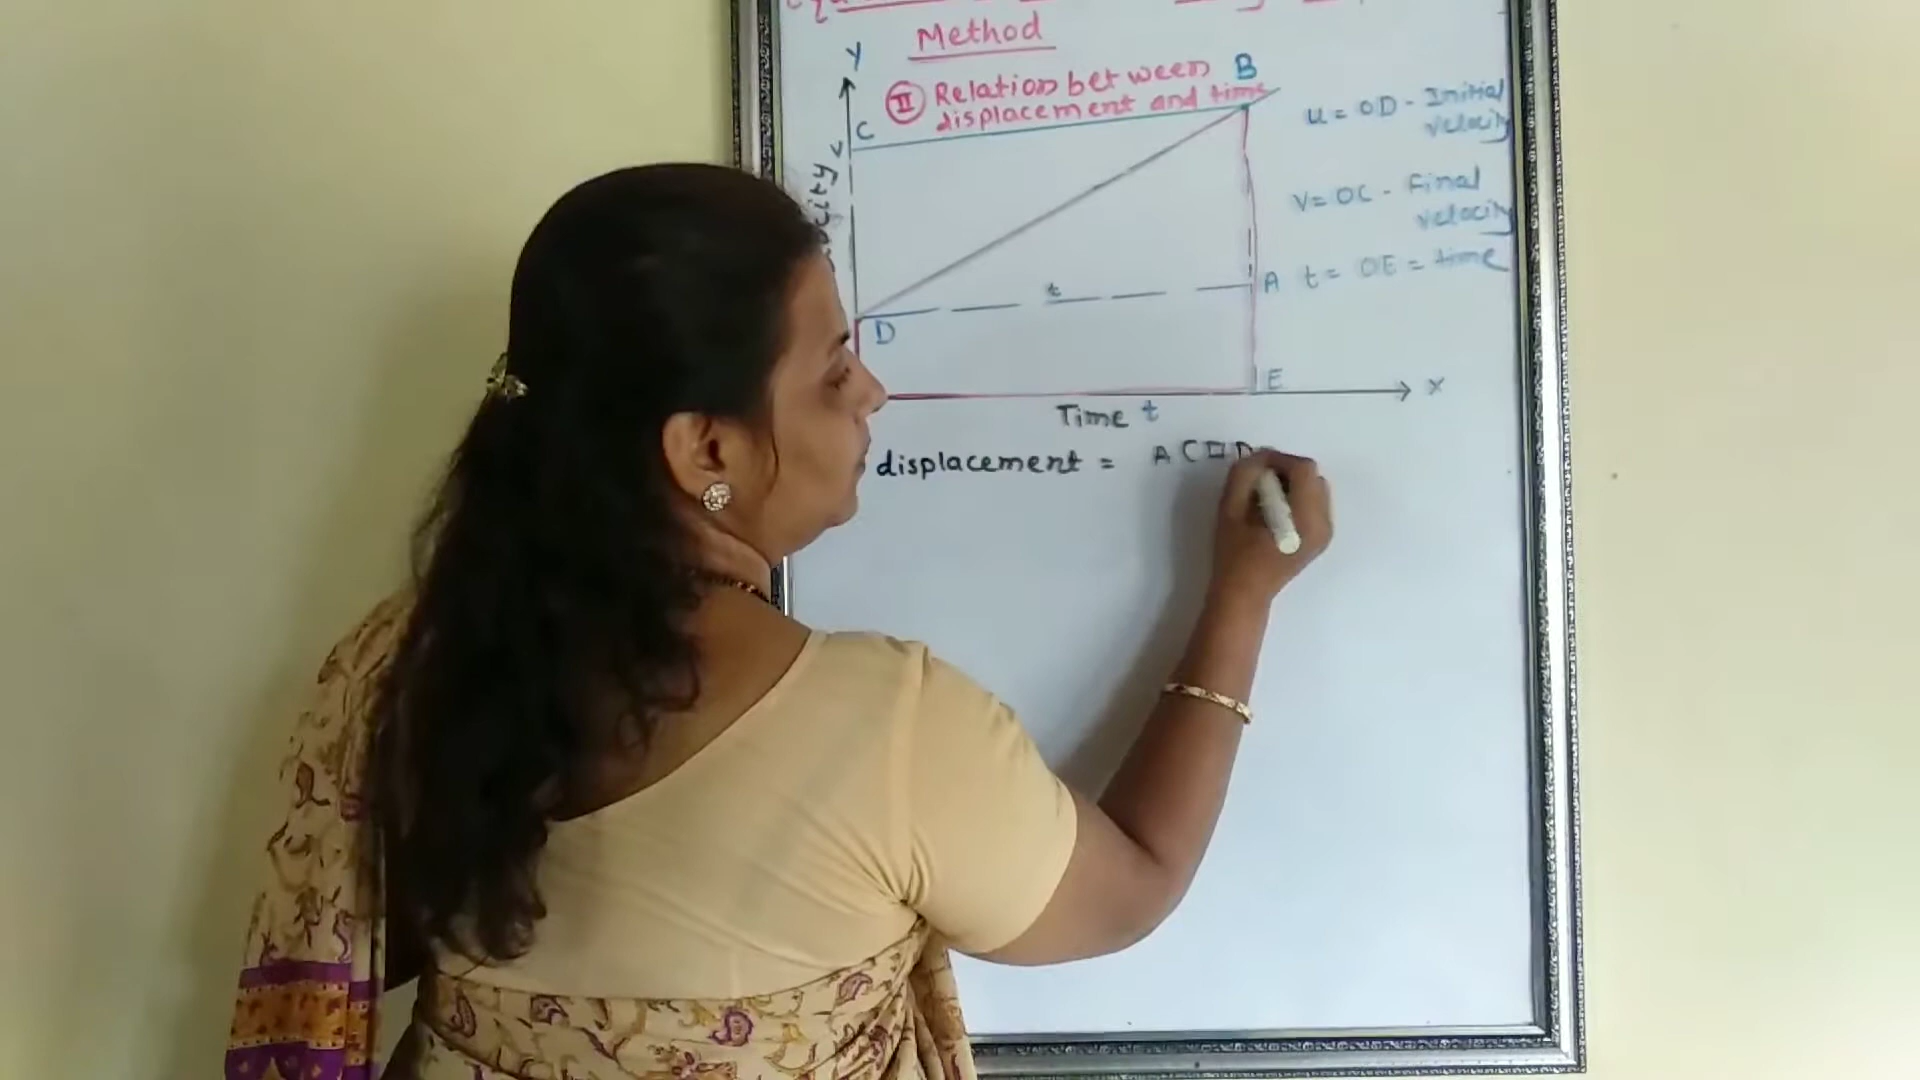 Method
Y
II Relation between
displacement and time
B
C
V
u = OD - Initial
velocity
V = OC - Final
velocity
t
A
t = OE = time
D
E
X
Time t
displacement = A(□D